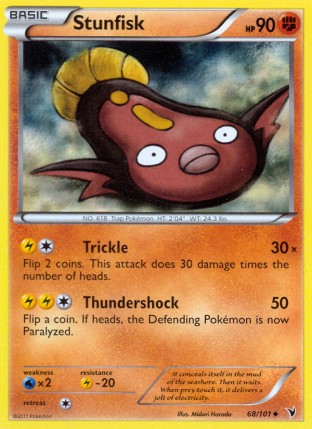 BASIC
Stunfisk
HP 90
NO. 618 Trap Pokémon HT: 2'04" WT: 24.3 lbs.
Trickle 30×
Flip 2 coins. This attack does 30 damage times the
number of heads.
Thundershock 50
Flip a coin. If heads, the Defending Pokémon is now
Paralyzed.
weakness
×2
resistance
-20
retreat
It conceals itself in the mud
of the seashore. Then it waits.
When prey touch it, it delivers a
jolt of electricity.
©2011 Pokémon
Illus. Midori Harada
68/101